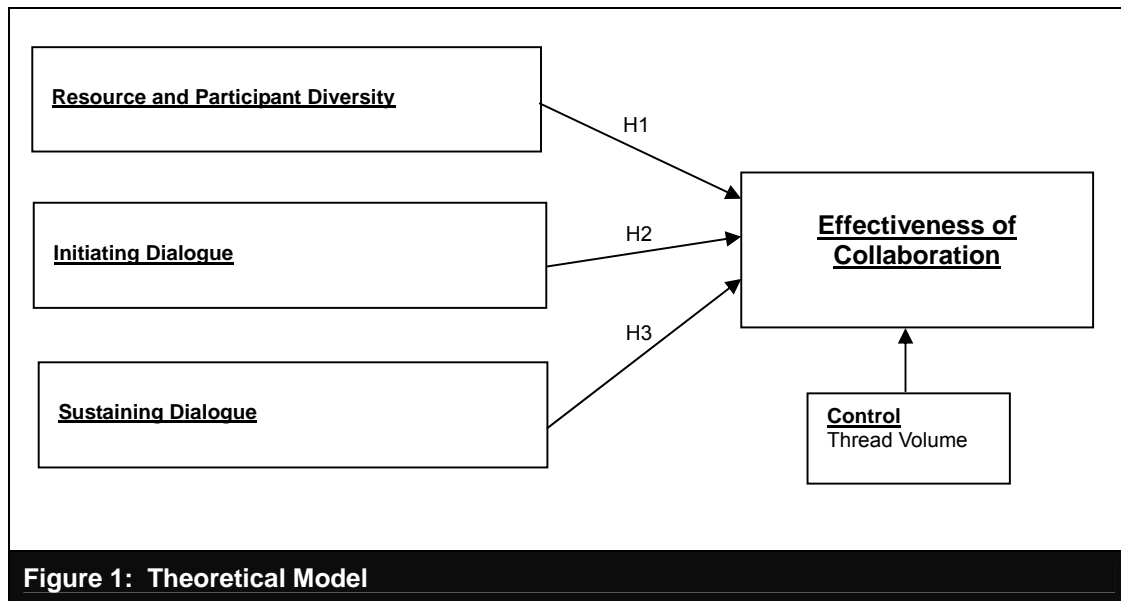 Resource and Participant Diversity
H1
Initiating Dialogue
H2
Sustaining Dialogue
H3
Effectiveness of
Collaboration
Control
Thread Volume
Figure 1: Theoretical Model